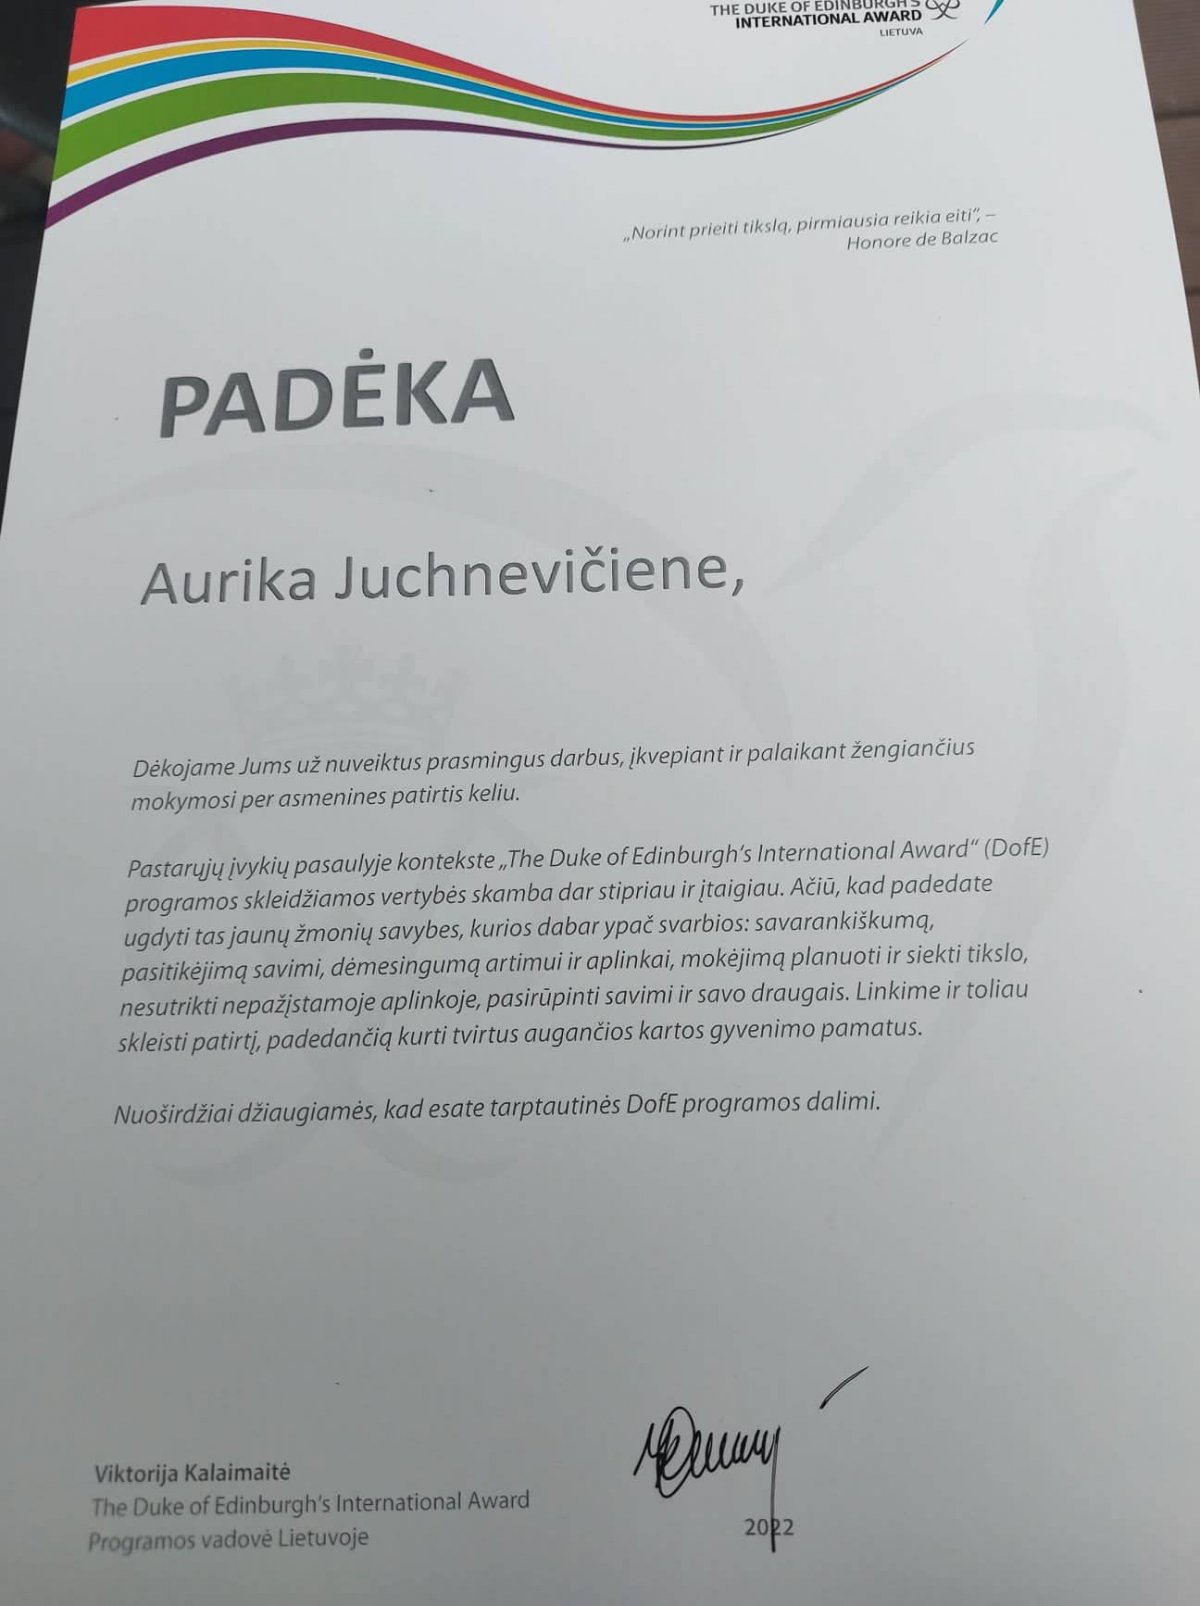 THE DUKE OF EDINBURGH'S
INTERNATIONAL AWARD
LIETUVA
„Norint prieiti tikslą, pirmiausia reikia eiti“, –
Honore de Balzac
PADĖKA
Aurika Juchnevičiene,
Dėkojame Jums už nuveiktus prasmingus darbus, įkvepiant ir palaikant žengiančius
mokymosi per asmenines patirtis keliu.
Pastarųjų įvykių pasaulyje kontekste „The Duke of Edinburgh‘s International Award“ (DofE)
programos skleidžiamos vertybės skamba dar stipriau ir įtaigiau. Ačiū, kad padedate
ugdyti tas jaunų žmonių savybes, kurios dabar ypač svarbios: savarankiškumą,
pasitikėjimą savimi, dėmesingumą artimui ir aplinkai, mokėjimą planuoti ir siekti tikslo,
nesutrikti nepažįstamoje aplinkoje, pasirūpinti savimi ir savo draugais. Linkime ir toliau
skleisti patirtį, padedančią kurti tvirtus augančios kartos gyvenimo pamatus.
Nuoširdžiai džiaugiamės, kad esate tarptautinės DofE programos dalimi.
Viktorija Kalaimaitė
The Duke of Edinburgh‘s International Award
Programos vadovė Lietuvoje
2022